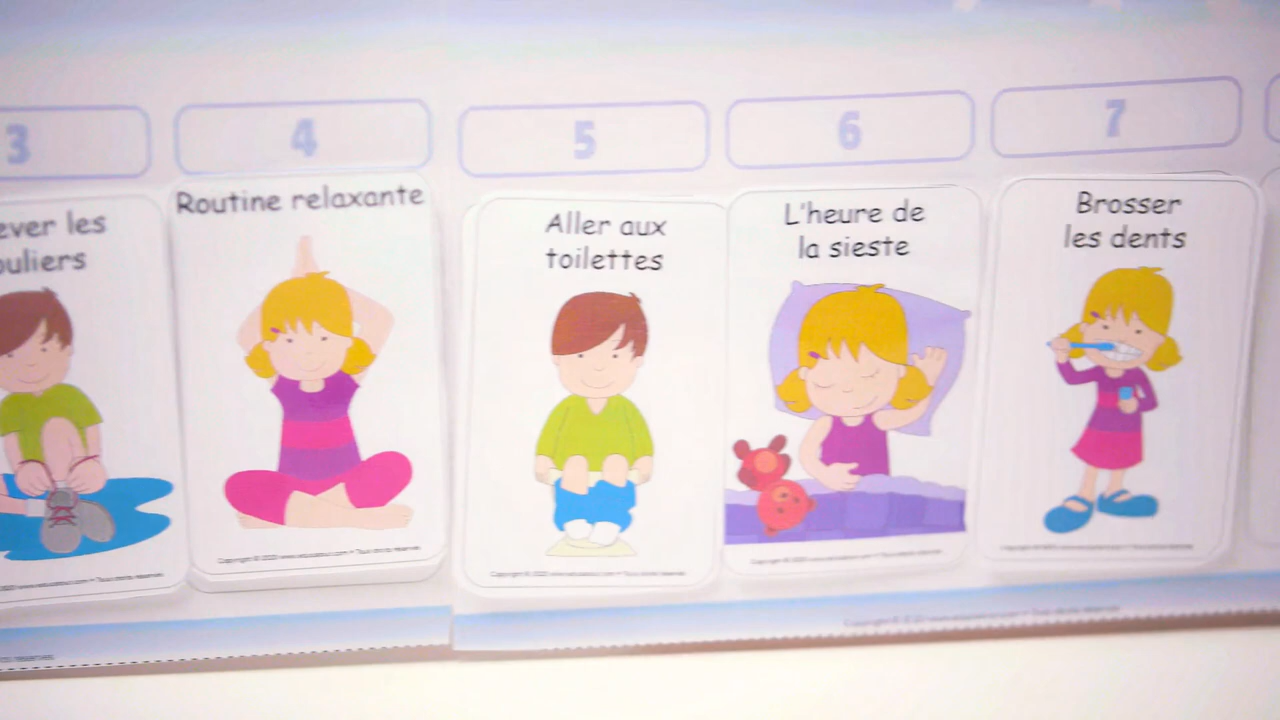 3
4
5
6
7
ever les
ouliers
Routine relaxante
Aller aux
toilettes
L'heure de
la sieste
Brosser
les dents